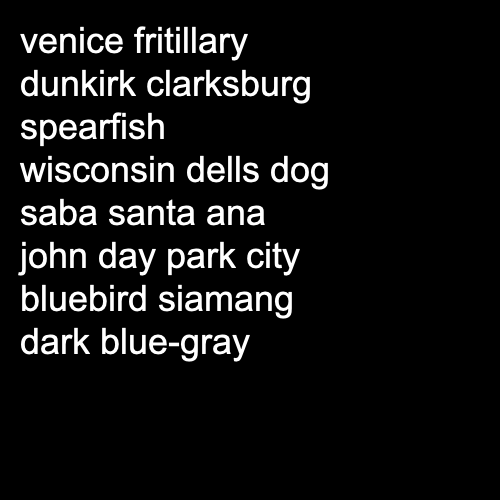 venice fritillary
dunkirk clarksburg
spearfish
wisconsin dells dog
saba santa ana
john day park city
bluebird siamang
dark blue-gray